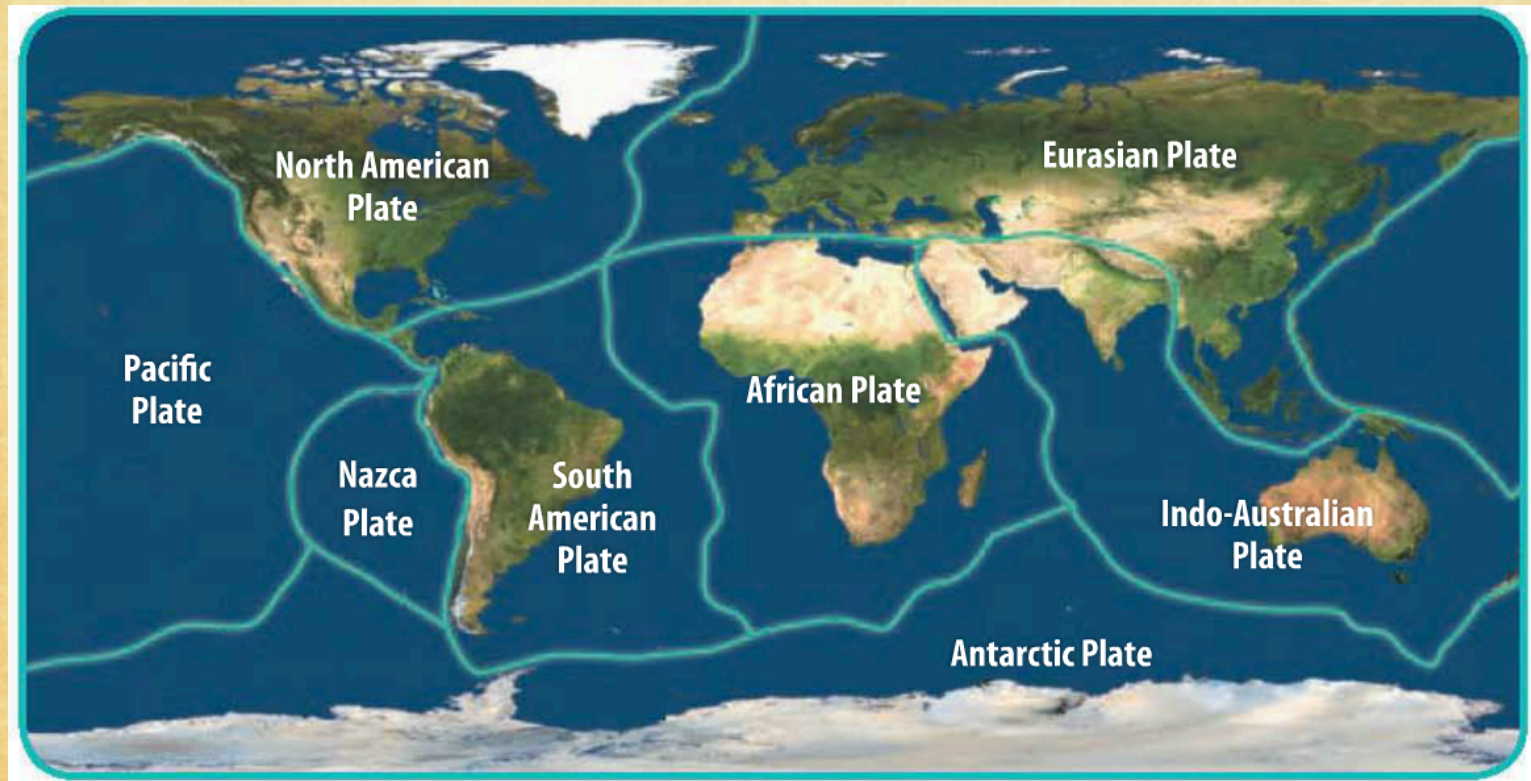 North American
Plate
Eurasian Plate
Pacific
Plate
African Plate
Nazca
Plate
South
American
Plate
Indo-Australian
Plate
Antarctic Plate